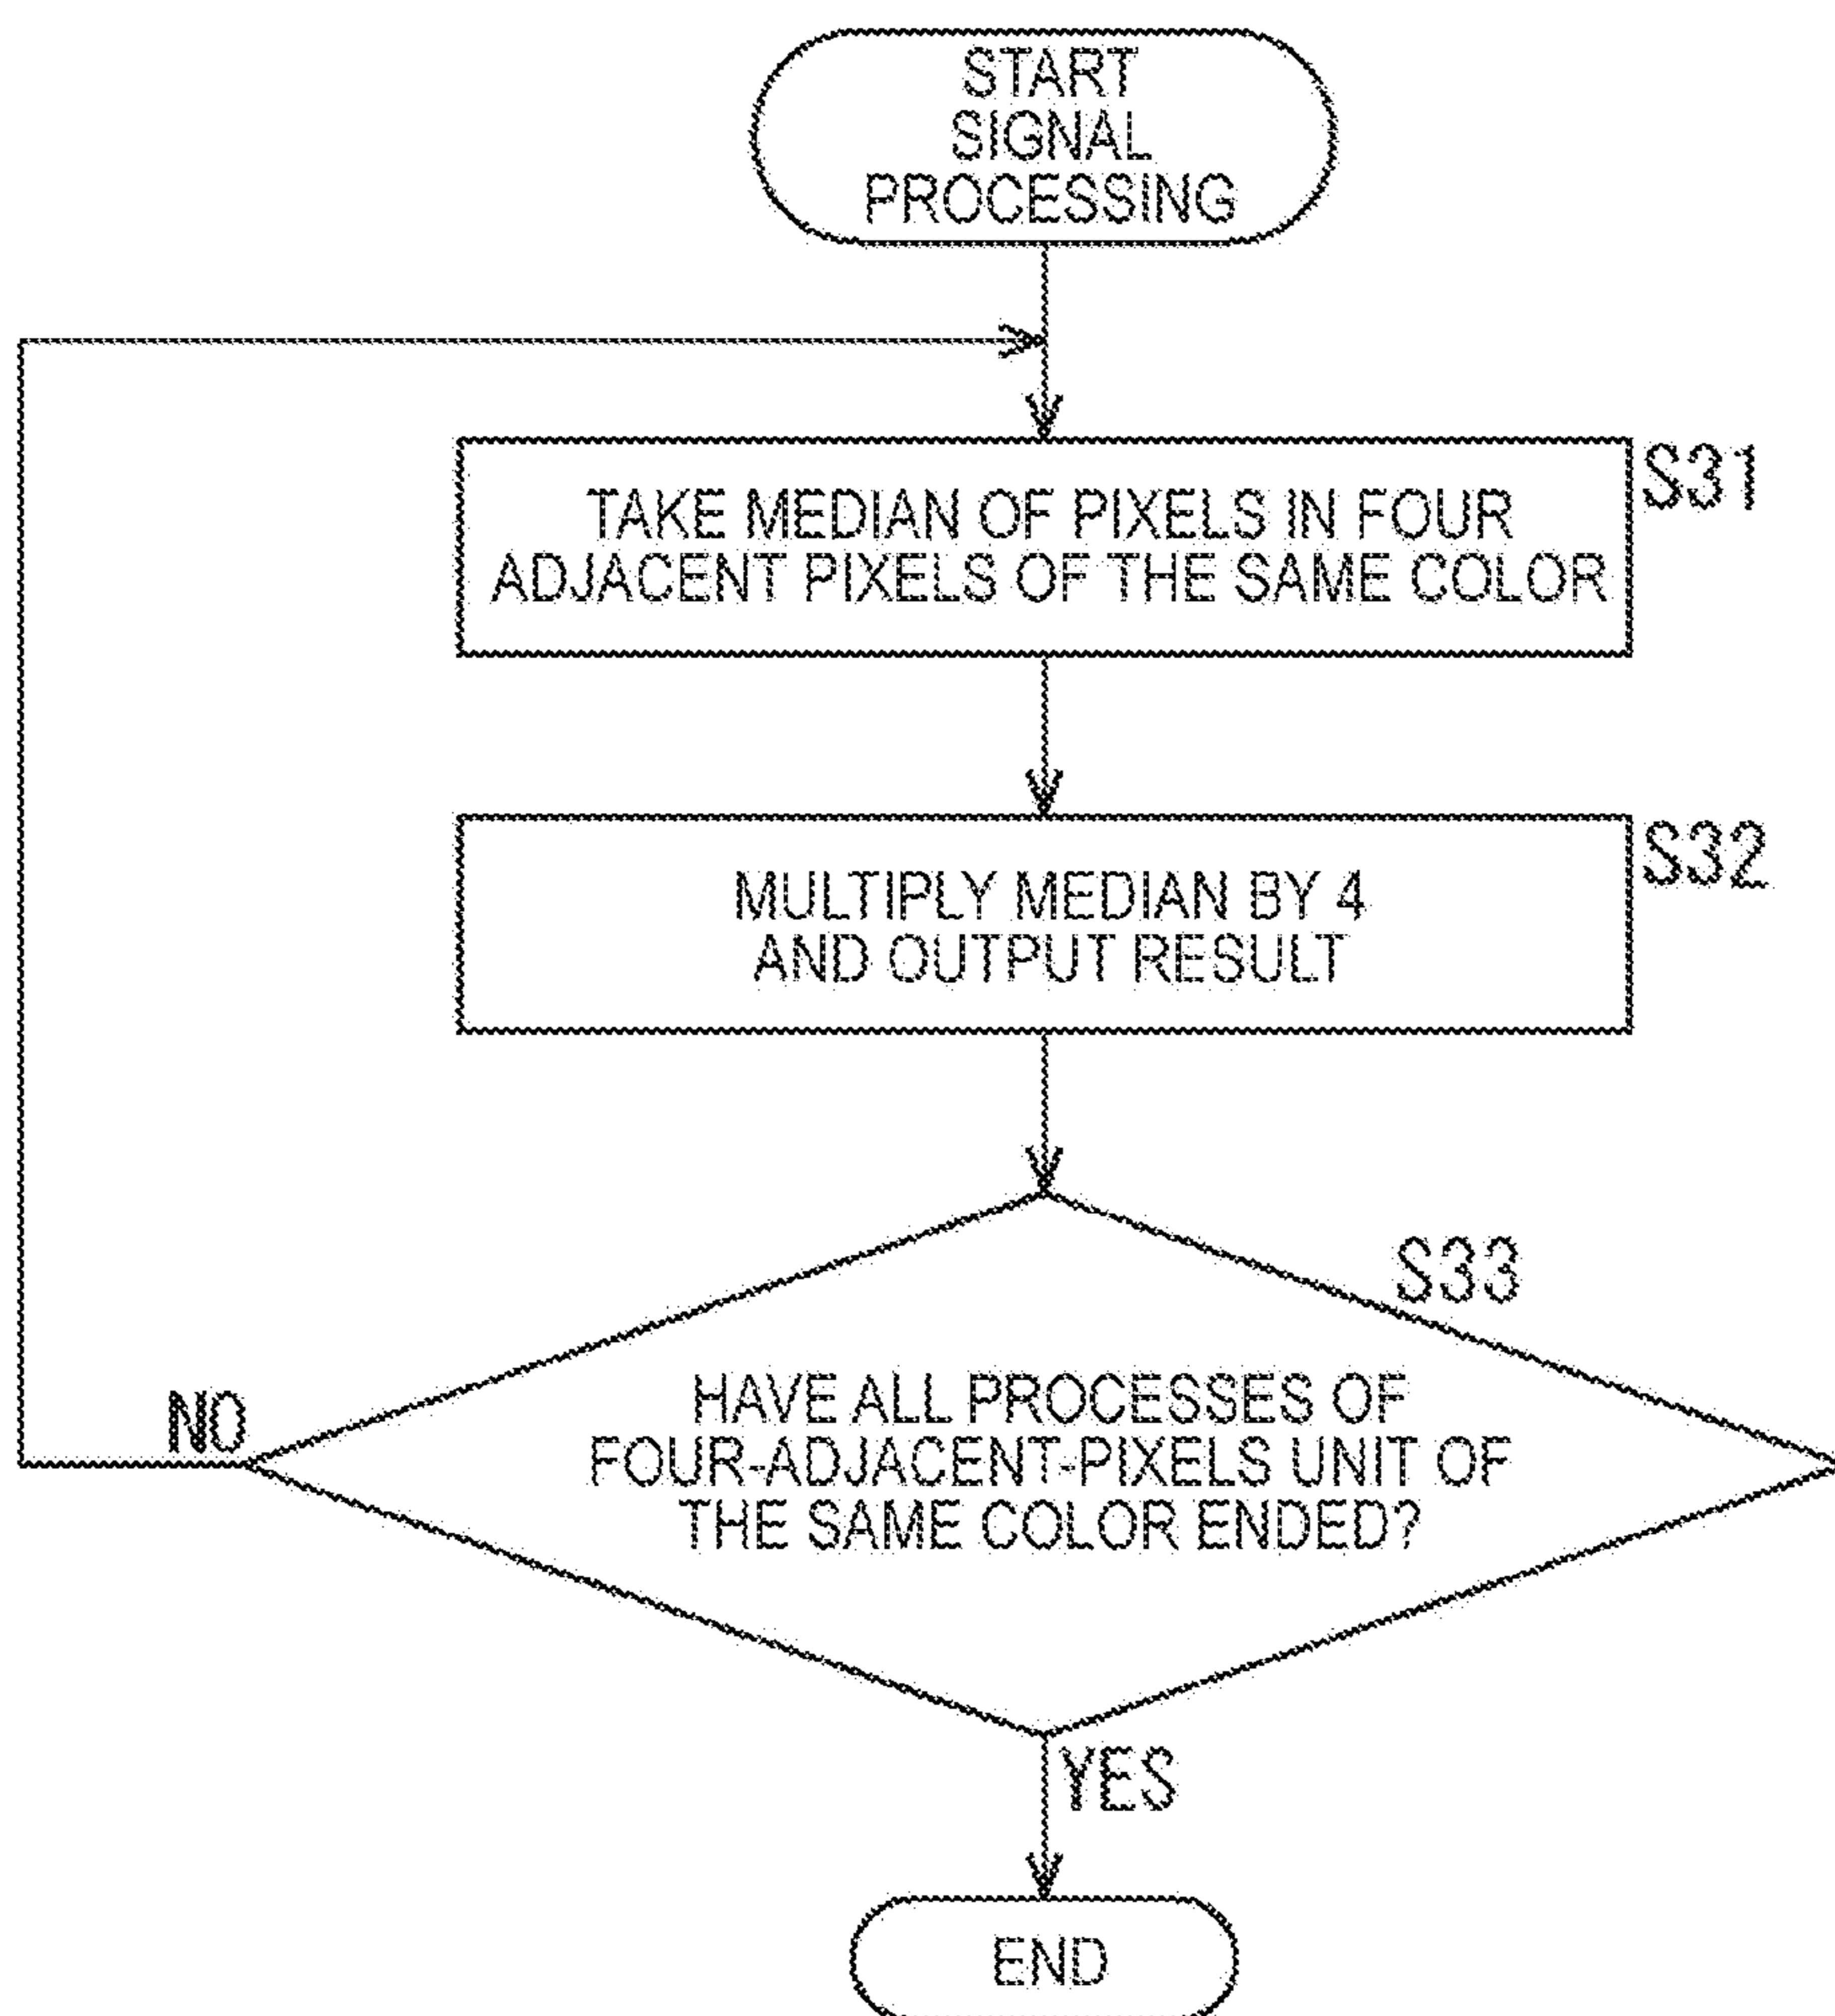 START
SIGNAL
PROCESSING
TAKE MEDIAN OF PIXELS IN FOUR
ADJACENT PIXELS OF THE SAME COLOR
S31
MULTIPLY MEDIAN BY 4
AND OUTPUT RESULT
S32
S33
HAVE ALL PROCESSES OF
FOUR-ADJACENT-PIXELS UNIT OF
THE SAME COLOR ENDED?
NO
YES
END